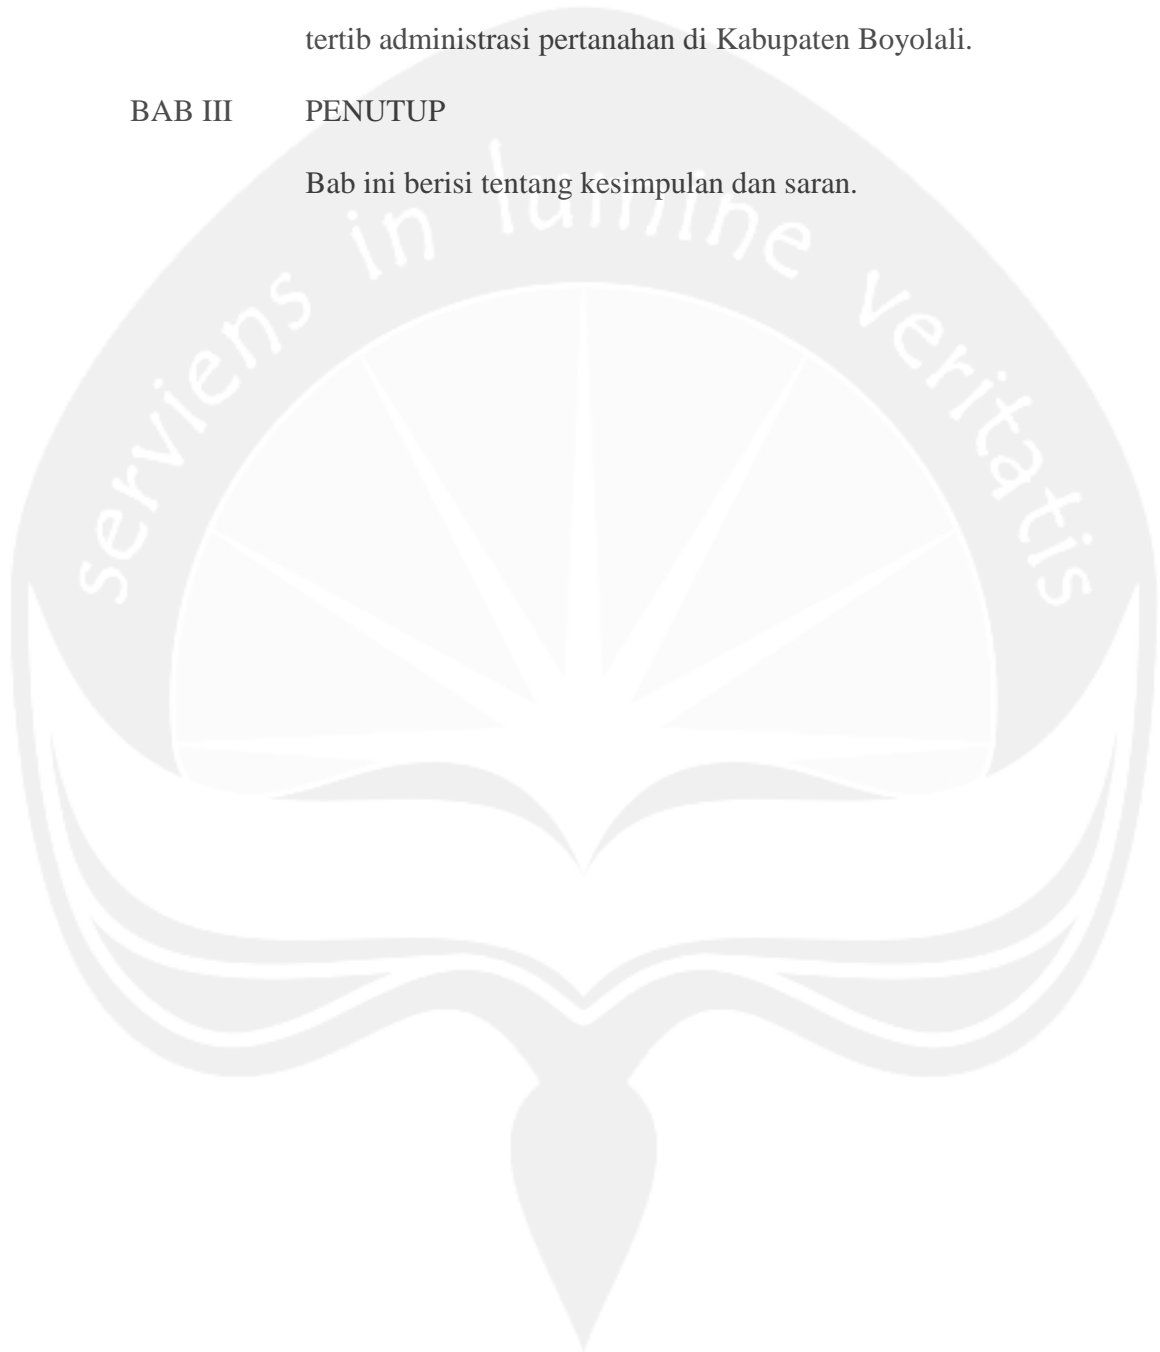 tertib administrasi pertanahan di Kabupaten Boyolali.
BAB III PENUTUP
Bab ini berisi tentang kesimpulan dan saran.
serviens in lumine veritatis